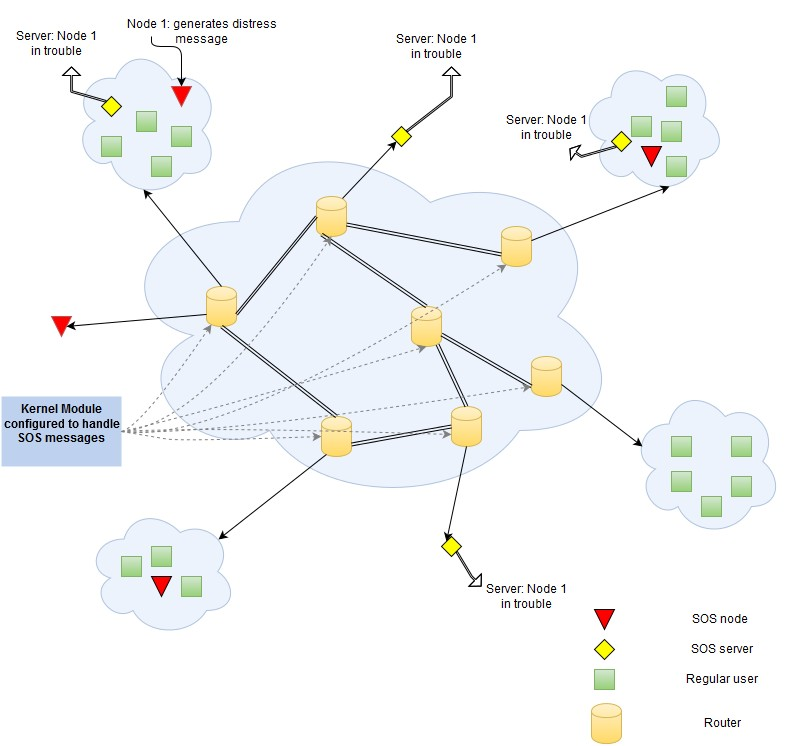 Node 1: generates distress
message
Server: Node 1
in trouble
Server: Node 1
in trouble
Server: Node 1
in trouble
Kernel Module
configured to handle
SOS messages
Server: Node 1
in trouble
SOS node
SOS server
Regular user
Router